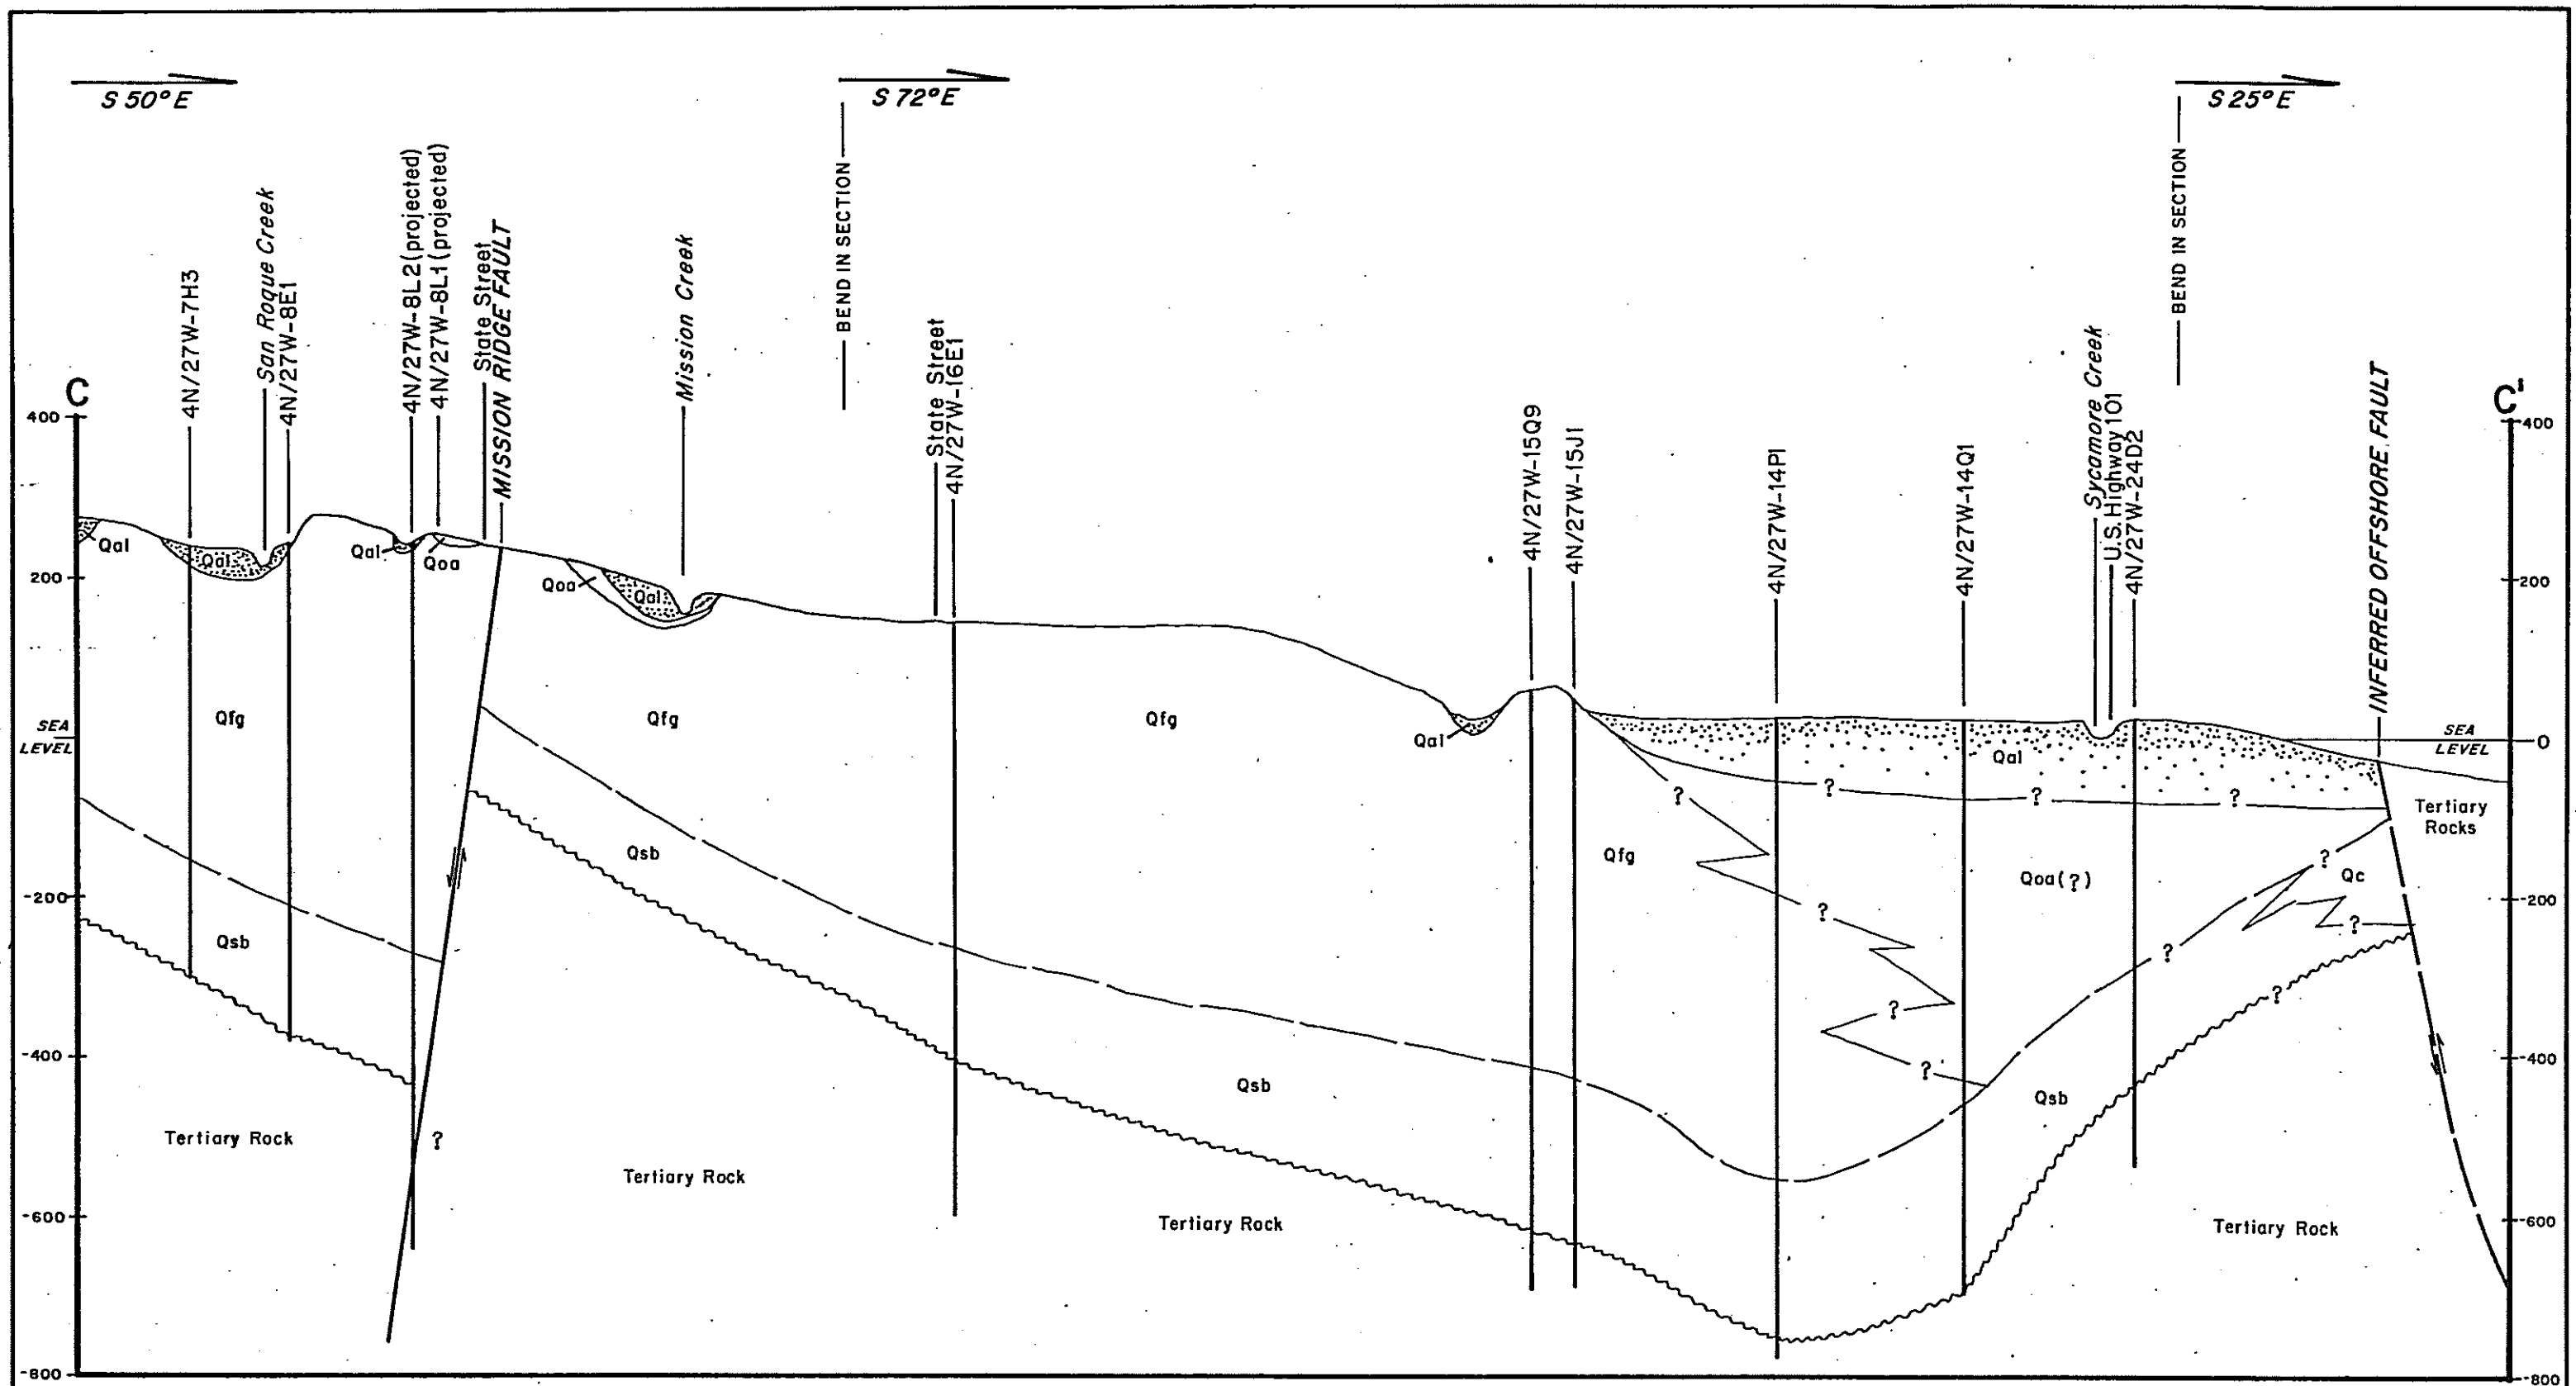 S 50° E
S 72° E
S 25° E
BEND IN SECTION
BEND IN SECTION
4N/27W-7H3
San Roque Creek
4N/27W-8E1
4N/27W-8L2 (projected)
4N/27W-8L1 (projected)
State Street
MISSION RIDGE FAULT
Mission Creek
State Street
4N/27W-16E1
4N/27W-15Q9
4N/27W-15J1
4N/27W-14P1
4N/27W-14Q1
Sycamore Creek
U.S. Highway 101
4N/27W-24D2
INFERRED OFFSHORE FAULT
C
C'
400
200
SEA
LEVEL
-200
-400
-600
-800
400
200
0
-200
-400
-600
-800
SEA
LEVEL
Qal
Qal
Qal
Qoa
Qoa
Qal
Qfg
Qfg
Qfg
Qal
Qal
?
?
?
?
Tertiary
Rocks
Qsb
Qsb
Qfg
Qoa(?)
?
Qc
?
?
?
?
?
?
Qsb
Qsb
Tertiary Rock
?
Tertiary Rock
Tertiary Rock
Tertiary Rock